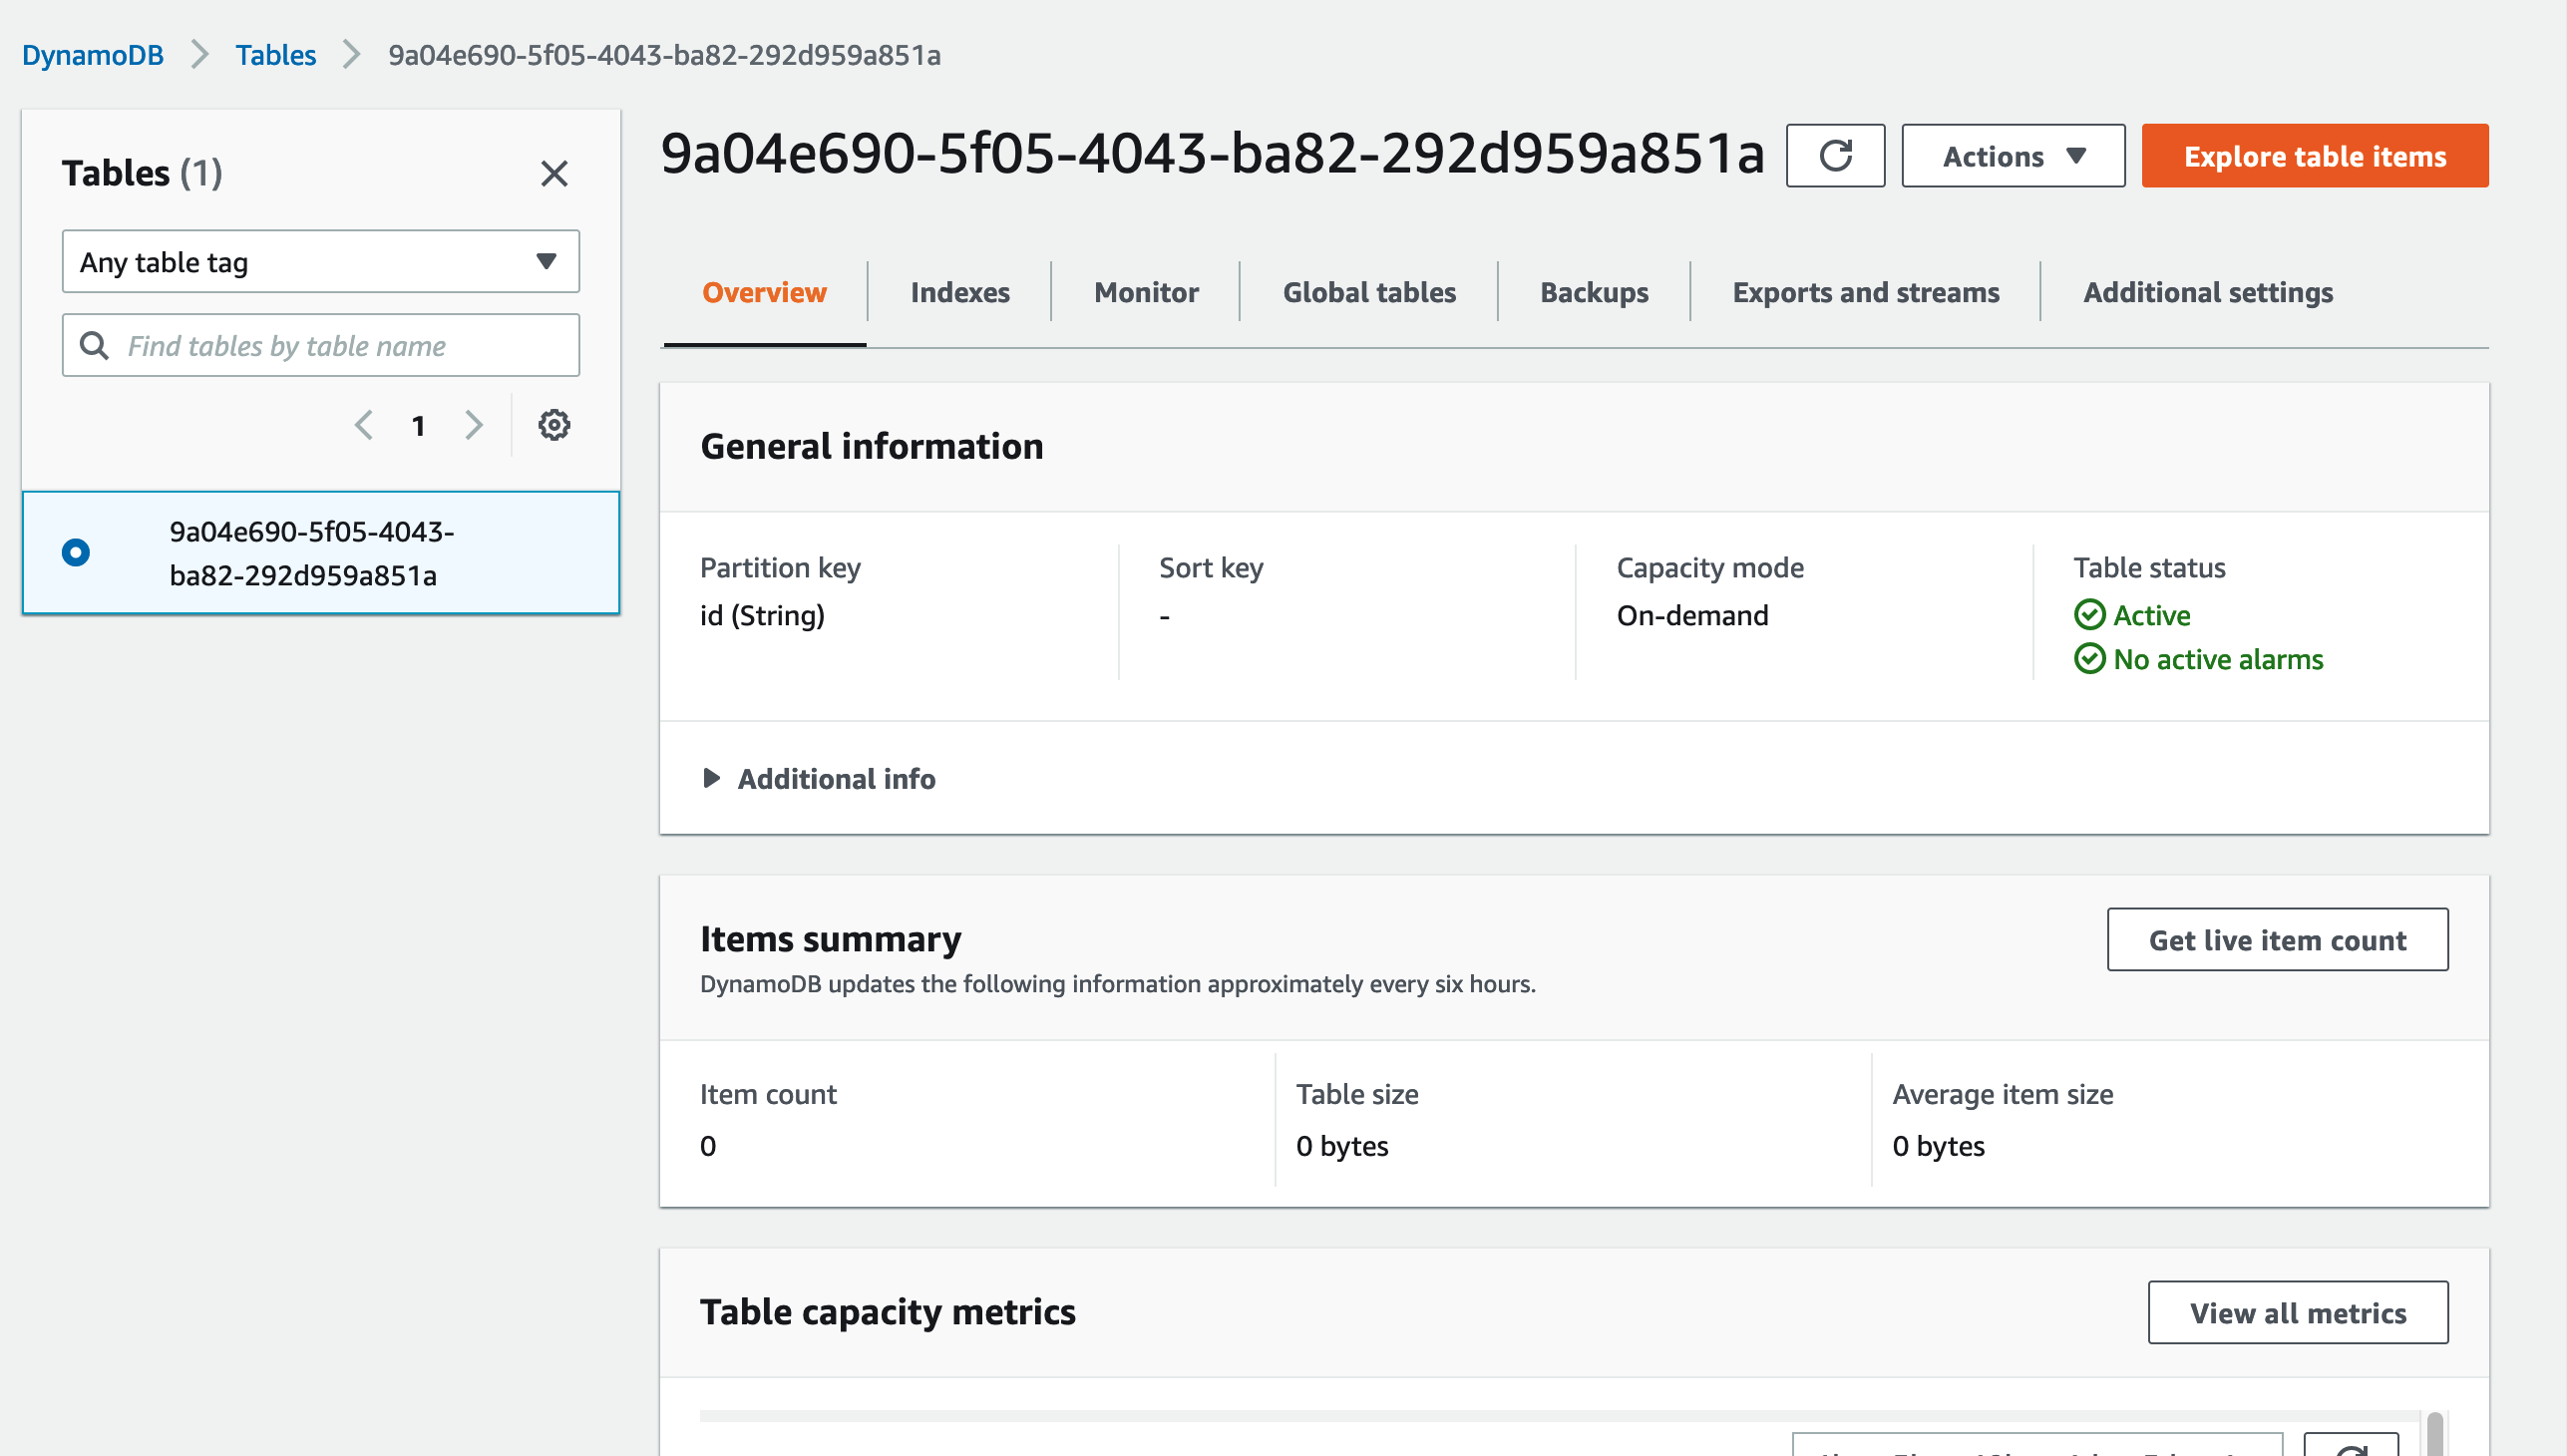 DynamoDB > Tables > 9a04e690-5f05-4043-ba82-292d959a851a
Tables (1)
Any table tag
Find tables by table name
1
9a04e690-5f05-4043-
ba82-292d959a851a
9a04e690-5f05-4043-ba82-292d959a851a
Actions
Explore table items
Overview
Indexes
Monitor
Global tables
Backups
Exports and streams
Additional settings
General information
Partition key
id (String)
Sort key
-
Capacity mode
On-demand
Table status
Active
No active alarms
Additional info
Items summary
Get live item count
DynamoDB updates the following information approximately every six hours.
Item count
0
Table size
0 bytes
Average item size
0 bytes
Table capacity metrics
View all metrics